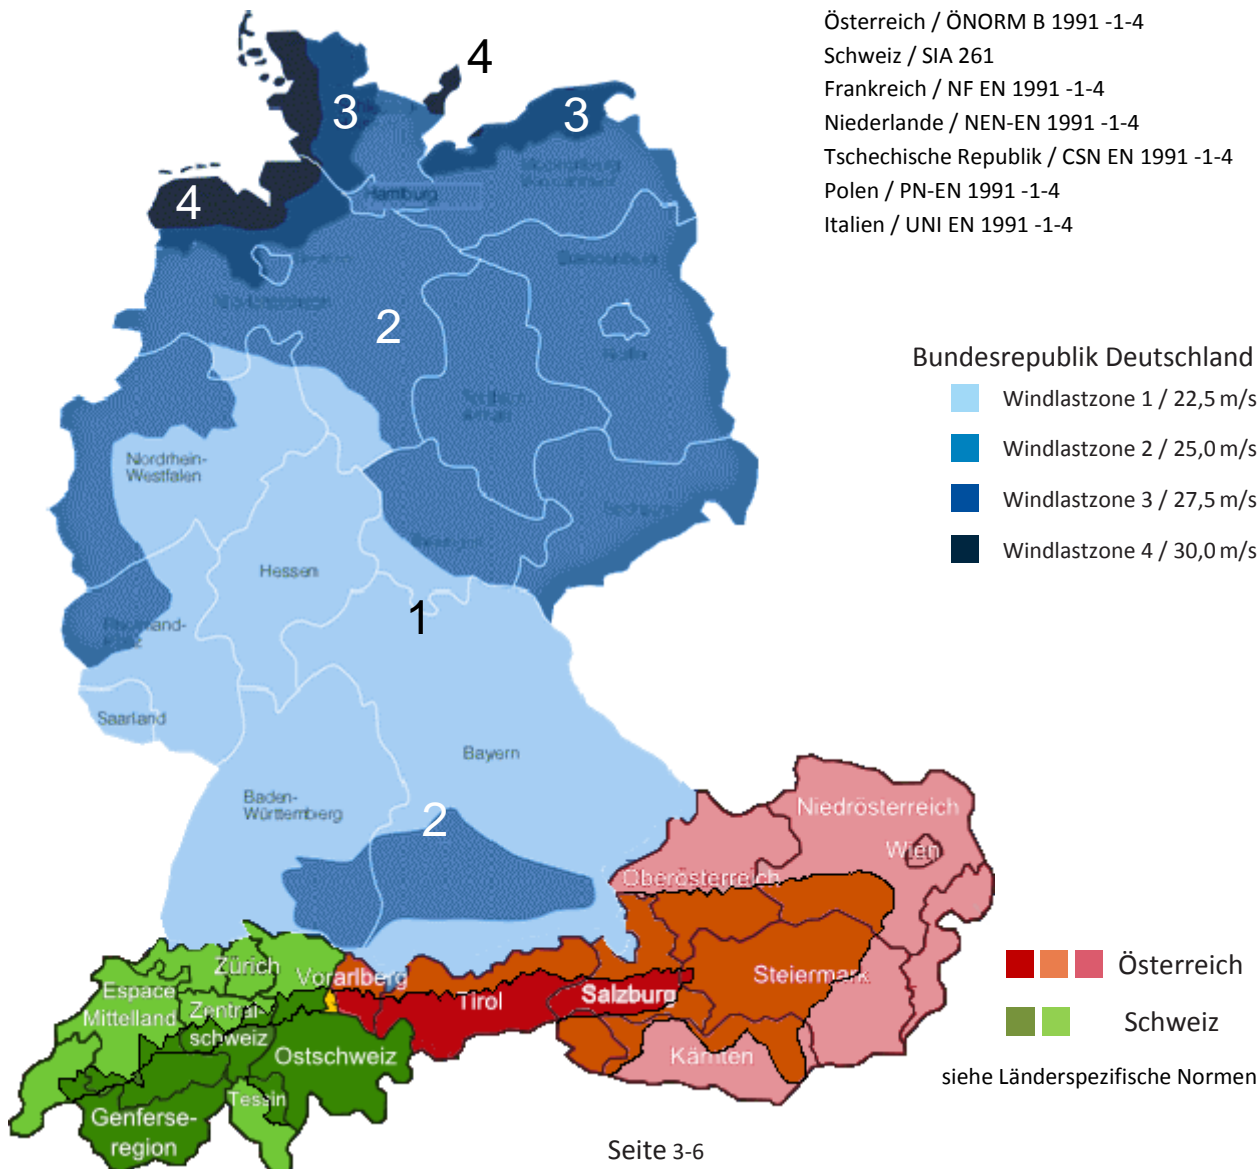 Österreich / ÖNORM B 1991 -1-4
Schweiz / SIA 261
Frankreich / NF EN 1991 -1-4
Niederlande / NEN-EN 1991 -1-4
Tschechische Republik / CSN EN 1991 -1-4
Polen / PN-EN 1991 -1-4
Italien / UNI EN 1991 -1-4
4
3
3
4
Hamburg
2
Bundesrepublik Deutschland
Windlastzone 1 / 22,5 m/s
Windlastzone 2 / 25,0 m/s
Windlastzone 3 / 27,5 m/s
Windlastzone 4 / 30,0 m/s
Nordrhein-
Westfalen
Hessen
1
Saarland
Bayern
Baden-
Württemberg
2
Niedrösterreich
Wien
Oberösterreich
Zürich
Vorarlberg
Espace
Mittelland
Zentral-
schweiz
Tirol
Salzburg
Steiermark
Ostschweiz
Kärnten
Tessin
Genferse-
region
Österreich
Schweiz
siehe Länderspezifische Normen
Seite 3-6